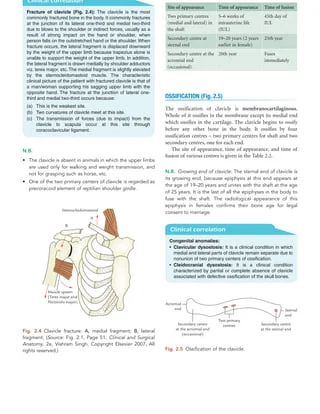 Clinical correlation
Fracture of clavicle (Fig. 2.4): The clavicle is the most
commonly fractured bone in the body. It commonly fractures
at the junction of its lateral one-third and medial two-third
due to blows to the shoulder or indirect forces, usually as a
result of strong impact on the hand or shoulder, when
person falls on the outstretched hand or the shoulder. When
fracture occurs, the lateral fragment is displaced downward
by the weight of the upper limb because trapezius alone is
unable to support the weight of the upper limb. In addition,
the lateral fragment is drawn medially by shoulder adductors
viz. teres major, etc. The medial fragment is slightly elevated
by the sternocleidomastoid muscle. The characteristic
clinical picture of the patient with fractured clavicle is that of
a man/woman supporting his sagging upper limb with the
opposite hand. The fracture at the junction of lateral one-
third and medial two-third occurs because:
(a) This is the weakest site.
(b) Two curvatures of clavicle meet at this site.
(c) The transmission of forces (due to impact) from the
clavicle to scapula occur at this site through
coracoclavicular ligament.
N.B.
• The clavicle is absent in animals in which the upper limbs
are used only for walking and weight transmission, and
not for grasping such as horse, etc.
• One of the two primary centers of clavicle is regarded as
precoracoid element of reptilian shoulder girdle.
Sternocleidomastoid
A
B
Muscle spasm
(Teres major and
Pectoralis major)
Fig. 2.4 Clavicle fracture: A, medial fragment; B, lateral
fragment. (Source: Fig. 2.1, Page 51, Clinical and Surgical
Anatomy, 2e, Vishram Singh. Copyright Elsevier 2007, All
rights reserved.)
Site of appearance Time of appearance Time of fusion
Two primary centres 5–6 weeks of 45th day of
(medial and lateral) in intrauterine life IUL
the shaft (IUL)
Secondary centre at 19–20 years (2 years 25th year
sternal end earlier in female)
Secondary centre at the 20th year Fuses
acromial end immediately
(occasional)
OSSIFICATION (Fig. 2.5)
The ossification of clavicle is membranocartilaginous.
Whole of it ossifies in the membrane except its medial end
which ossifies in the cartilage. The clavicle begins to ossify
before any other bone in the body. It ossifies by four
ossification centres – two primary centres for shaft and two
secondary centres, one for each end.
The site of appearance, time of appearance, and time of
fusion of various centres is given in the Table 2.2.
N.B. Growing end of clavicle: The sternal end of clavicle is
its growing end, because epiphysis at this end appears at
the age of 19–20 years and unites with the shaft at the age
of 25 years. It is the last of all the epiphyses in the body to
fuse with the shaft. The radiological appearance of this
epiphysis in females confirms their bone age for legal
consent to marriage.
Clinical correlation
Congenital anomalies:
• Clavicular dysostosis: It is a clinical condition in which
medial and lateral parts of clavicle remain separate due to
nonunion of two primary centers of ossification.
• Cleidocranial dysostosis: It is a clinical condition
characterized by partial or complete absence of clavicle
associated with defective ossification of the skull bones.
Acromial
end
Sternal
end
Two primary
centres
Secondary centre
at the acromial end
(occasional)
Secondary centre
at the sternal end
Fig. 2.5 Ossification of the clavicle.